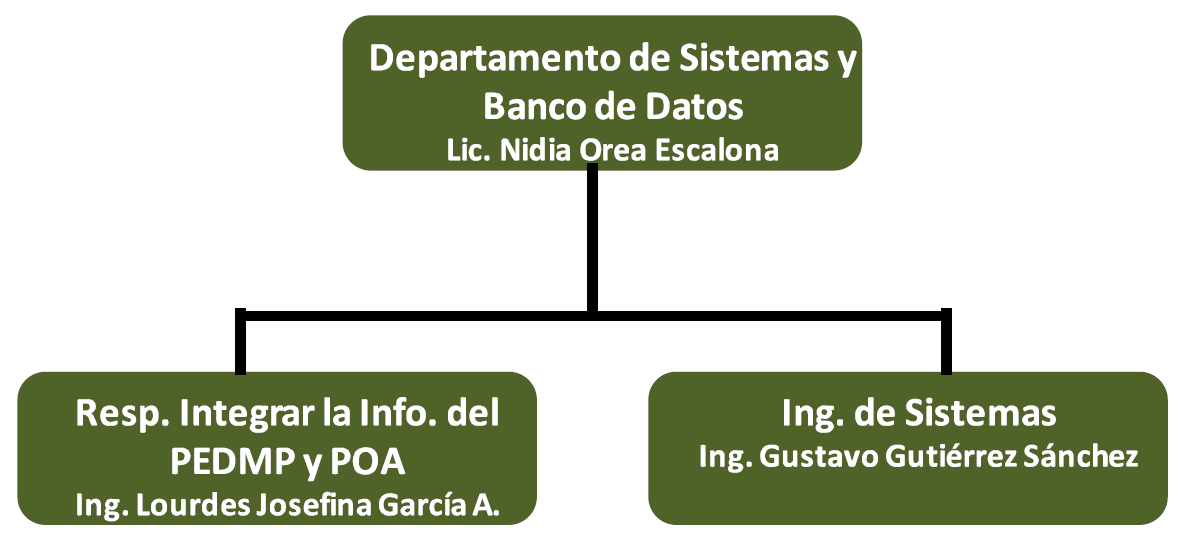 Departamento de Sistemas y
Banco de Datos
Lic. Nidia Orea Escalona
Resp. Integrar la Info. del
PEDMP y POA
Ing. Lourdes Josefina García A.
Ing. de Sistemas
Ing. Gustavo Gutiérrez Sánchez